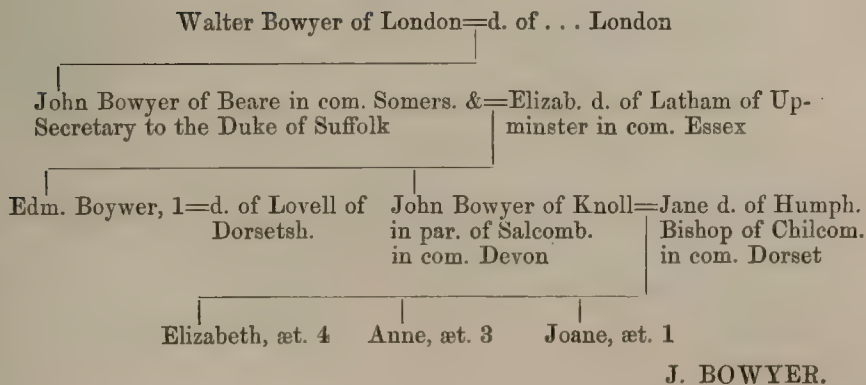 Walter Bowyer of London=d. of ... London
John Bowyer of Beare in com. Somers. &=Elizab. d. of Latham of Up-
Secretary to the Duke of Suffolk minster in com. Essex
Edm. Boywer, 1=d. of Lovell of John Bowyer of Knoll=Jane d. of Humph.
Dorsetsh. in par. of Salcomb. Bishop of Chilcom.
in com. Devon in com. Dorset
Elizabeth, æt. 4 Anne, æt. 3 Joane, æt. 1
J. BOWYER.